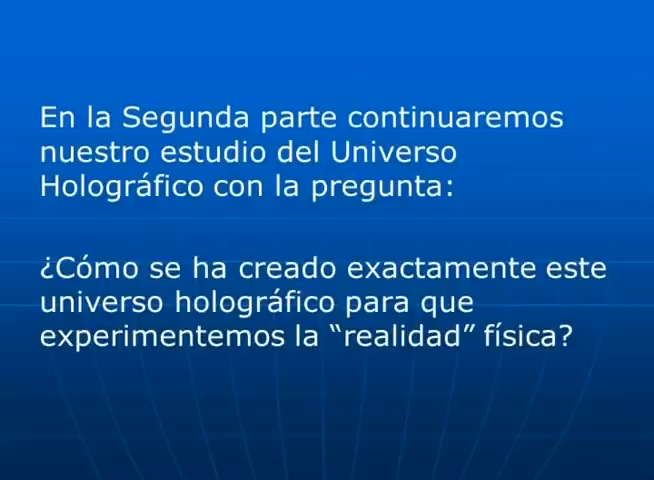 En la Segunda parte continuaremos
nuestro estudio del Universo
Holográfico con la pregunta:
¿Cómo se ha creado exactamente este
universo holográfico para que
experimentemos la “realidad” física?